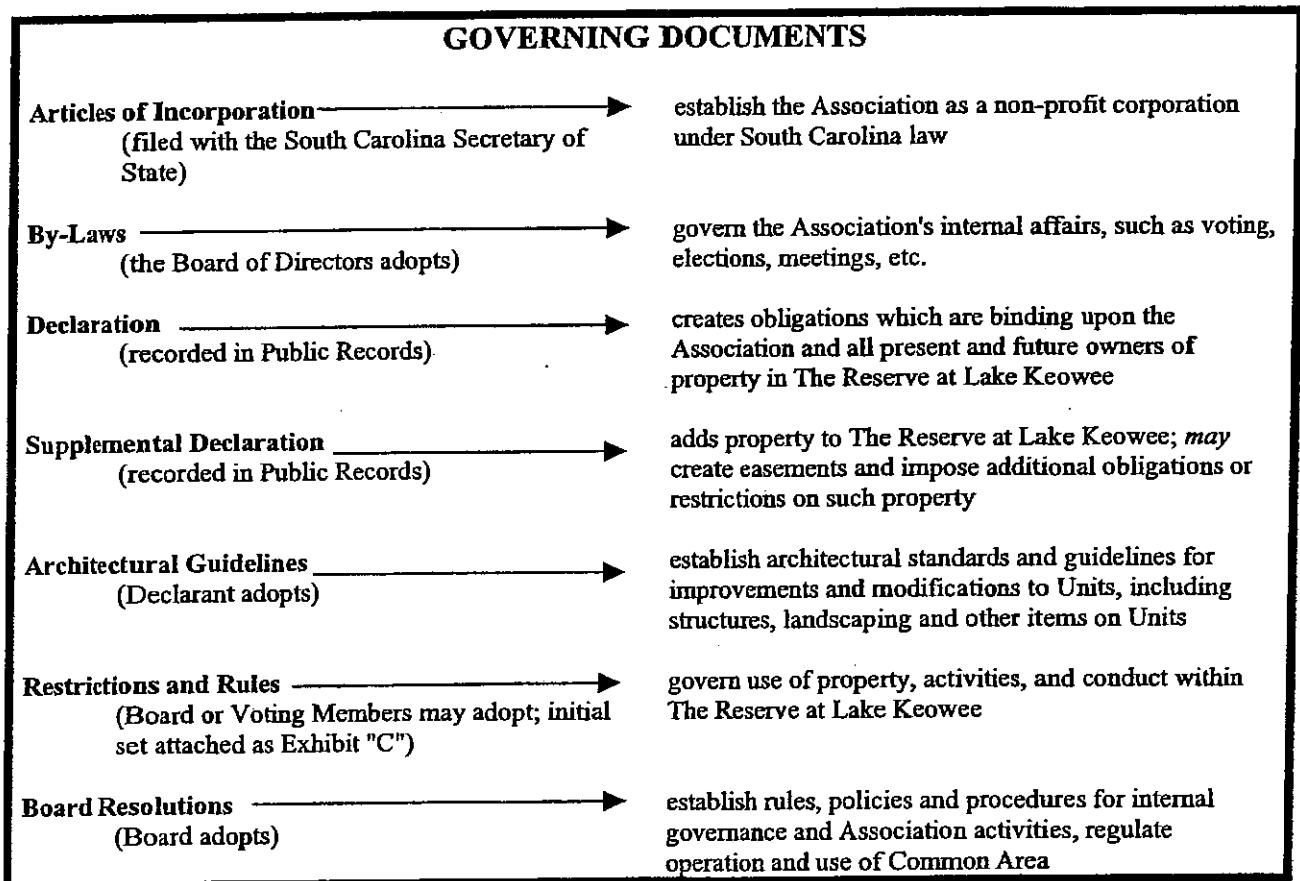 GOVERNING DOCUMENTS
Articles of Incorporation
(filed with the South Carolina Secretary of
State)
establish the Association as a non-profit corporation
under South Carolina law
By-Laws
(the Board of Directors adopts)
govern the Association's internal affairs, such as voting,
elections, meetings, etc.
Declaration
(recorded in Public Records)
creates obligations which are binding upon the
Association and all present and future owners of
property in The Reserve at Lake Keowee
Supplemental Declaration
(recorded in Public Records)
adds property to The Reserve at Lake Keowee; may
create easements and impose additional obligations or
restrictions on such property
Architectural Guidelines
(Declarant adopts)
establish architectural standards and guidelines for
improvements and modifications to Units, including
structures, landscaping and other items on Units
Restrictions and Rules
(Board or Voting Members may adopt; initial
set attached as Exhibit "C")
govern use of property, activities, and conduct within
The Reserve at Lake Keowee
Board Resolutions
(Board adopts)
establish rules, policies and procedures for internal
governance and Association activities, regulate
operation and use of Common Area